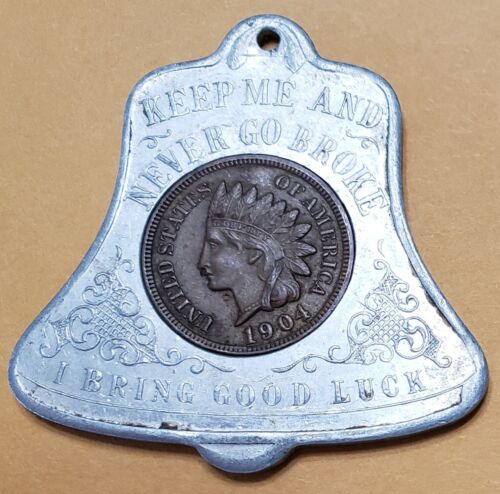 KEEP ME AND
NEVER GO BROKE
UNITED STATES OF AMERICA
1904
I BRING GOOD LUCK